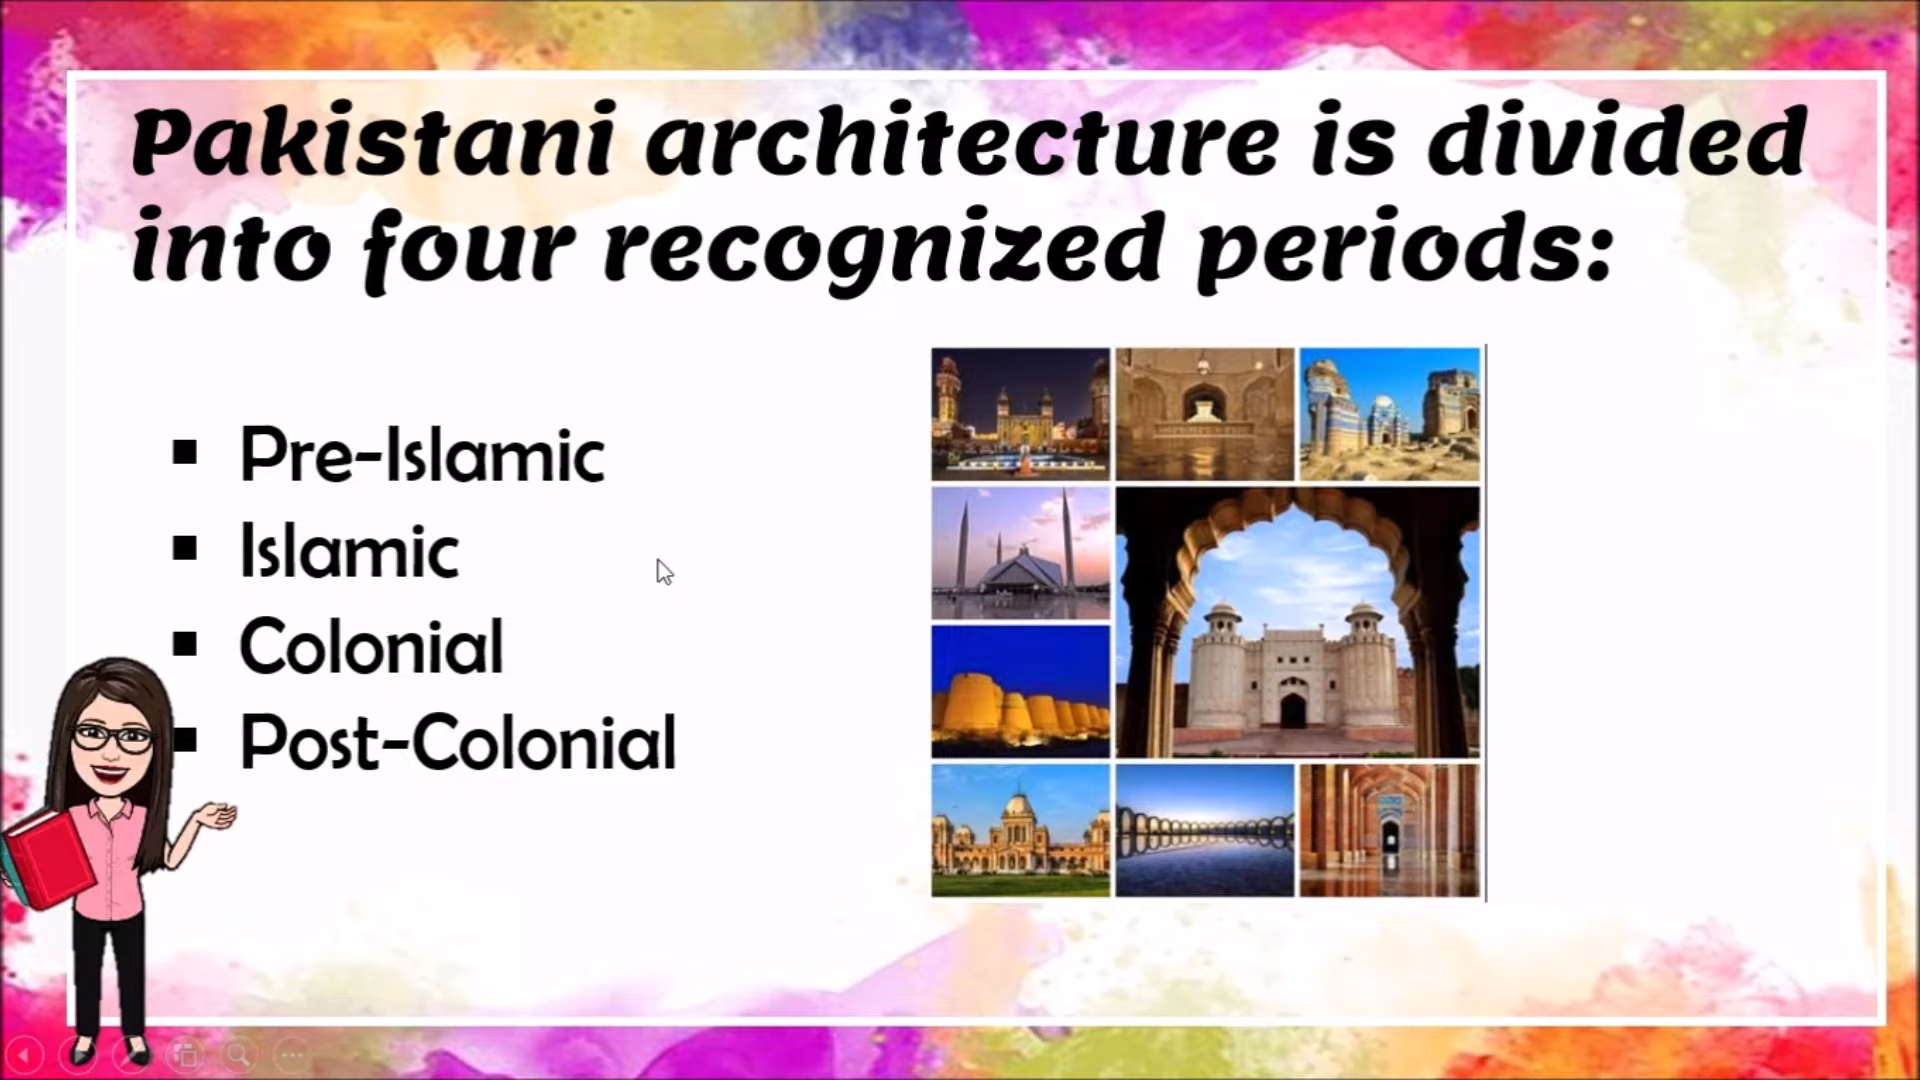 Pakistani architecture is divided
into four recognized periods:
▪ Pre-Islamic
▪ Islamic
▪ Colonial
▪ Post-Colonial